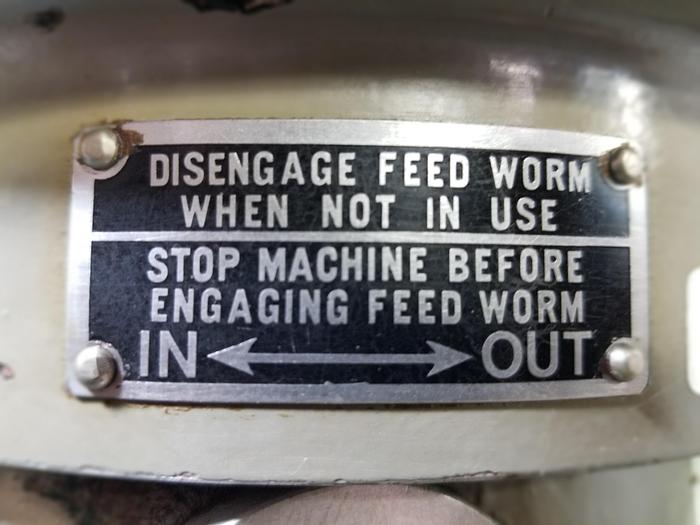 DISENGAGE FEED WORM
WHEN NOT IN USE
STOP MACHINE BEFORE
ENGAGING FEED WORM
IN OUT